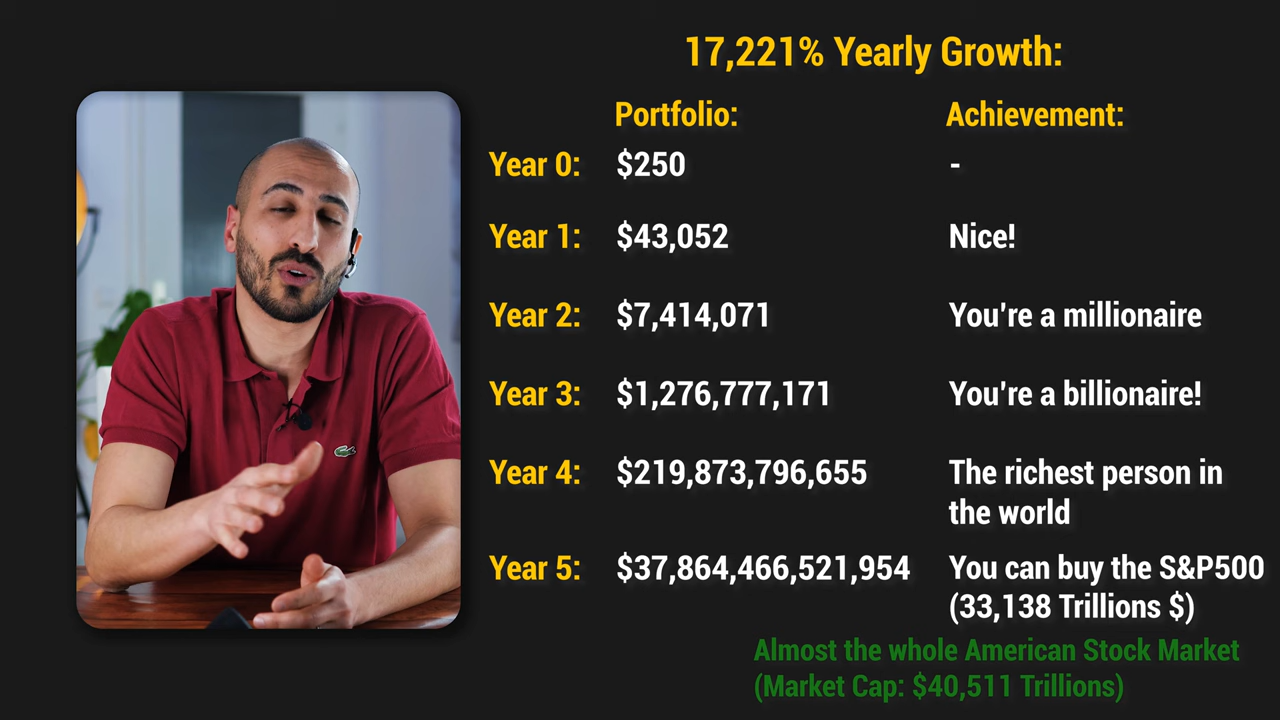 17,221% Yearly Growth:
Portfolio: Achievement:
Year 0: $250 -
Year 1: $43,052 Nice!
Year 2: $7,414,071 You're a millionaire
Year 3: $1,276,777,171 You're a billionaire!
Year 4: $219,873,796,655 The richest person in
the world
Year 5: $37,864,466,521,954 You can buy the S&P500
(33,138 Trillions $)
Almost the whole American Stock Market
(Market Cap: $40,511 Trillions)